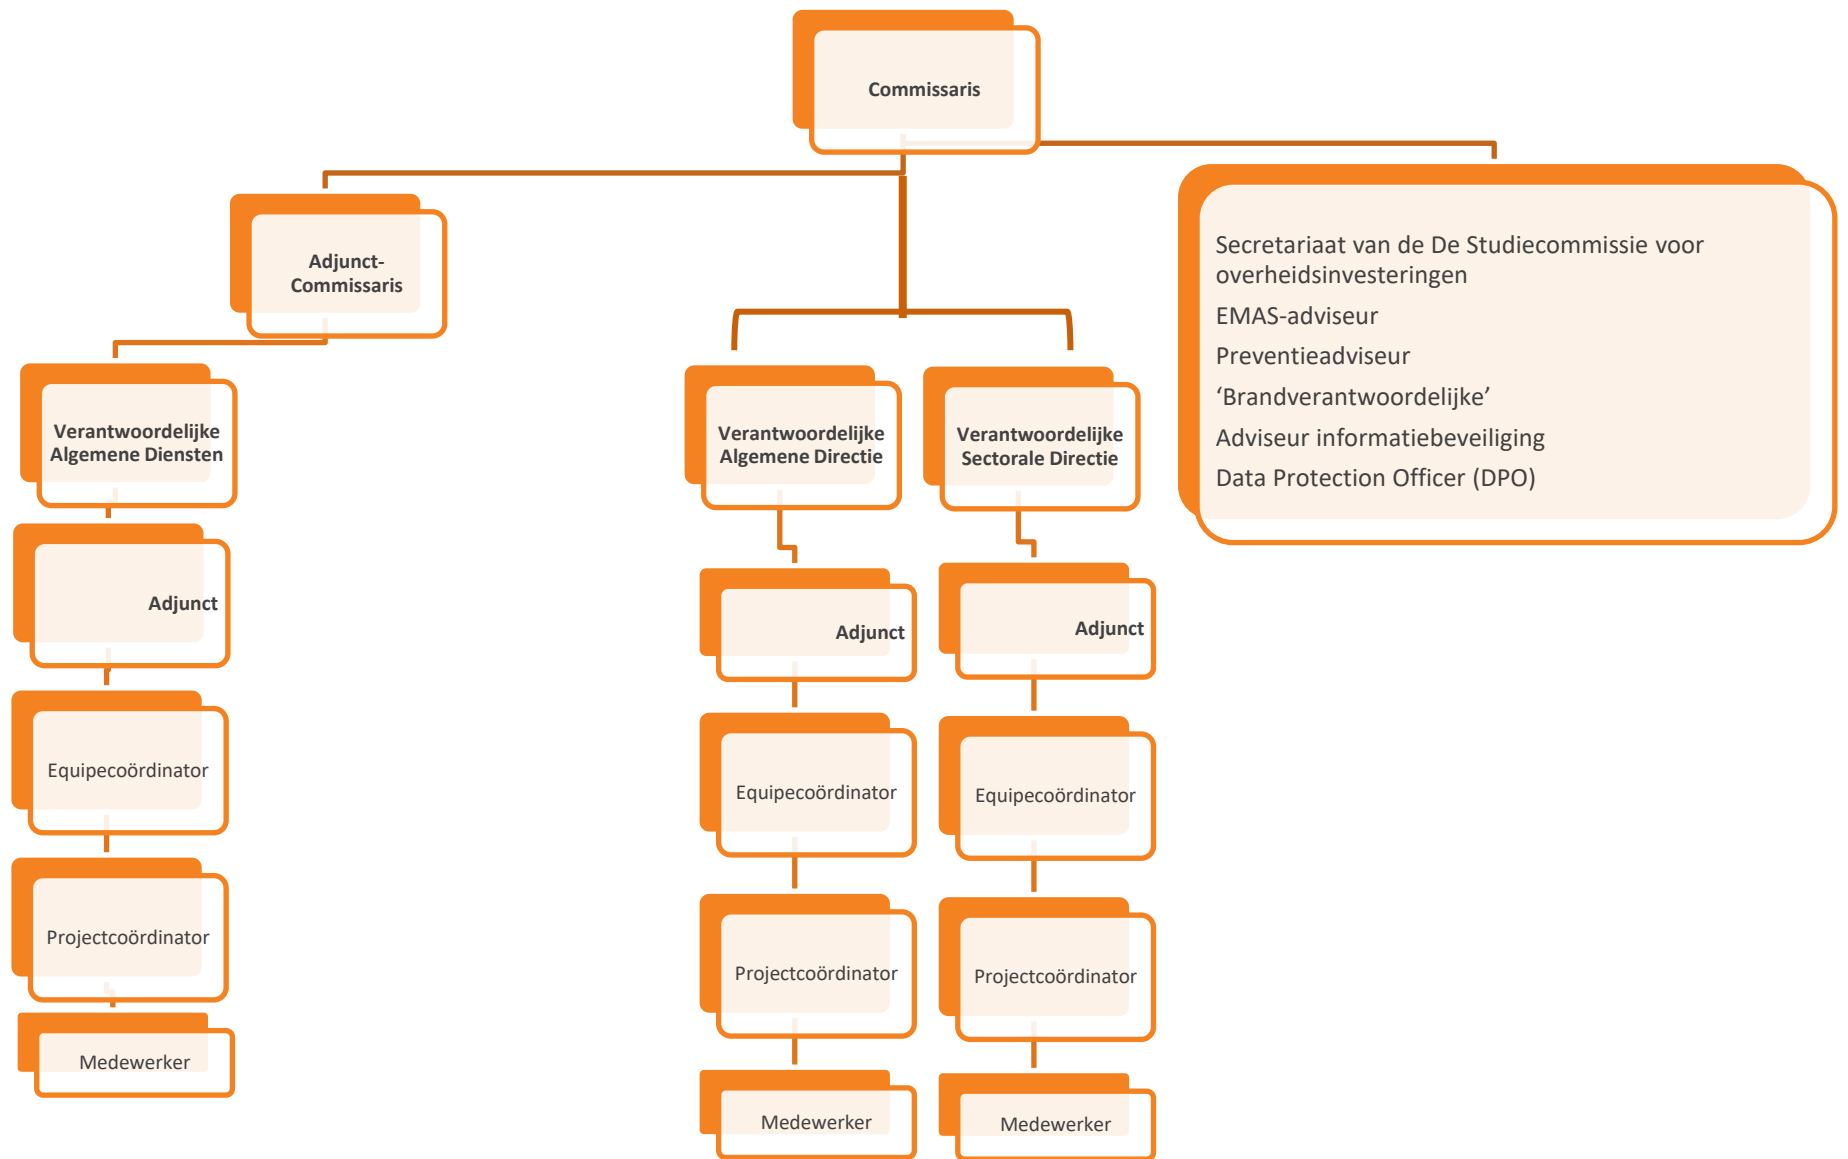 Commissaris
Adjunct-
Commissaris
Secretariaat van de De Studiecommissie voor
overheidsinvesteringen
EMAS-adviseur
Preventieadviseur
‘Brandverantwoordelijke’
Adviseur informatiebeveiliging
Data Protection Officer (DPO)
Verantwoordelijke
Algemene Diensten
Adjunct
Equipecoördinator
Projectcoördinator
Medewerker
Verantwoordelijke
Algemene Directie
Adjunct
Equipecoördinator
Projectcoördinator
Medewerker
Verantwoordelijke
Sectorale Directie
Adjunct
Equipecoördinator
Projectcoördinator
Medewerker